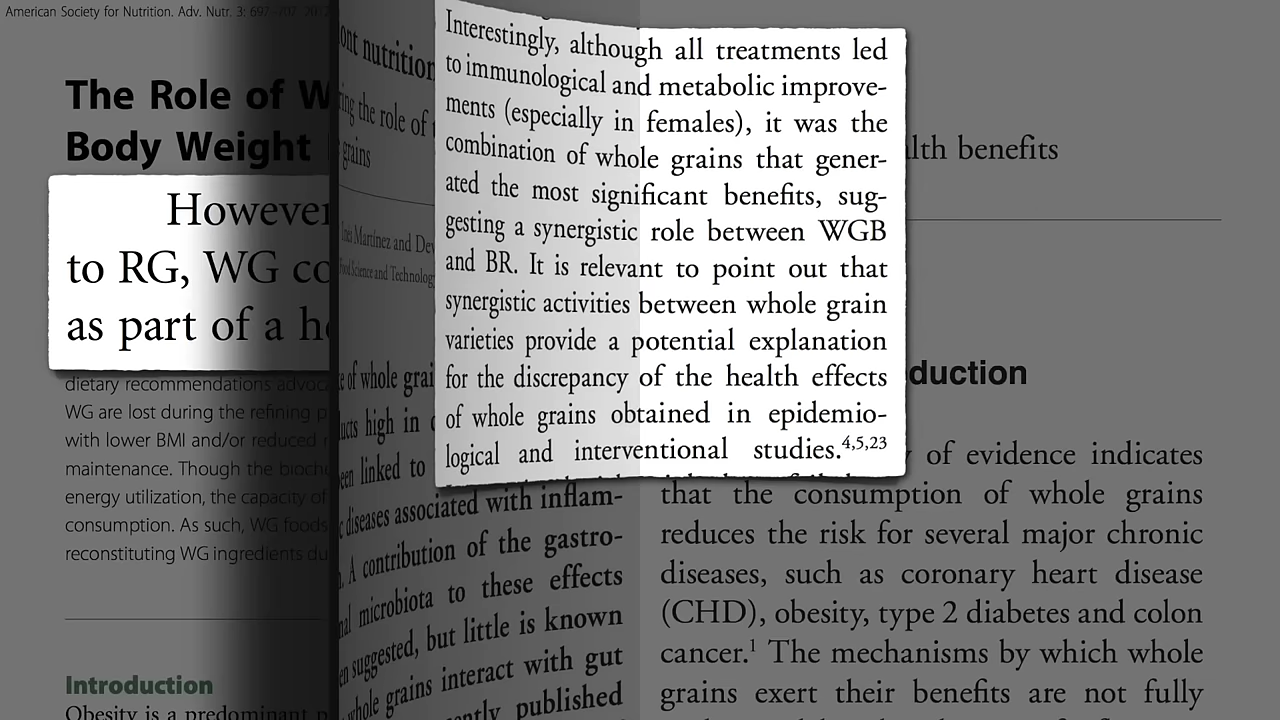 American Society for Nutrition. Adv. Nutr. 3: 697–707, 2012
The Role of W
Body Weight
However
to RG, WG co
as part of a he
dietary recommendations advoca
WG are lost during the refining p
with lower BMI and/or reduced
maintenance. Though the bioch
energy utilization, the capacity of
consumption. As such, WG foods
reconstituting WG ingredients du
Introduction
Obesity is a predominant
ont nutrition
ring the role of
grains
Inés Martínez and Dev
Food Science and Technology
of whole grai
ucts high in
een linked to
c diseases associated with inflam-
A contribution of the gastro-
nal microbiota to these effects
en suggested, but little is known
whole grains interact with gut
ently published
Interestingly, although all treatments led
to immunological and metabolic improve-
ments (especially in females), it was the
combination of whole grains that gener-
ated the most significant benefits, sug-
gesting a synergistic role between WGB
and BR. It is relevant to point out that
synergistic activities between whole grain
varieties provide a potential explanation
for the discrepancy of the health effects
of whole grains obtained in epidemio-
logical and interventional studies.4,5,23
alth benefits
duction
of evidence indicates
that the consumption of whole grains
reduces the risk for several major chronic
diseases, such as coronary heart disease
(CHD), obesity, type 2 diabetes and colon
cancer.1 The mechanisms by which whole
grains exert their benefits are not fully